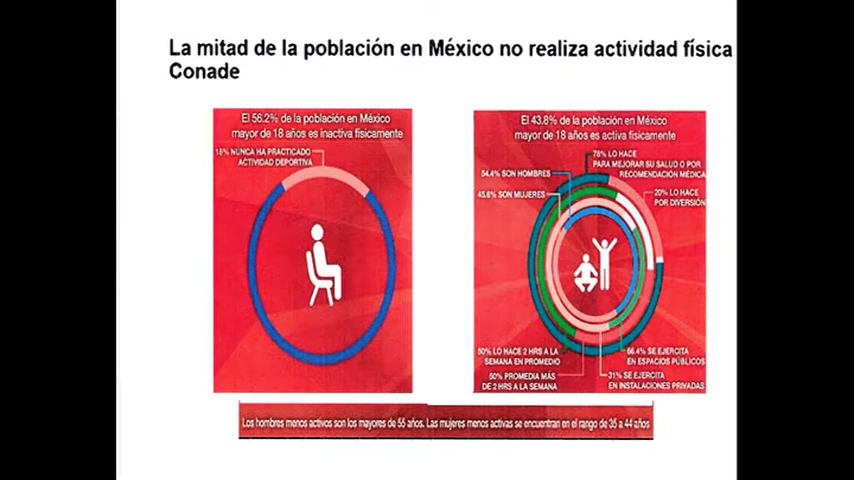 La mitad de la población en México no realiza actividad física
Conade
El 56.2% de la población en México
mayor de 18 años es inactiva físicamente
18% NUNCA HA PRACTICADO
ACTIVIDAD DEPORTIVA
El 43.8% de la población en México
mayor de 18 años es activa físicamente
78% LO HACE
PARA MEJORAR SU SALUD O POR
RECOMENDACIÓN MÉDICA
54.4% SON HOMBRES
45.6% SON MUJERES
20% LO HACE
POR DIVERSIÓN
50% LO HACE 2 HRS A LA
SEMANA EN PROMEDIO
50% PROMEDIA MÁS
DE 2 HRS A LA SEMANA
66.4% SE EJERCITA
EN ESPACIOS PÚBLICOS
31% SE EJERCITA
EN INSTALACIONES PRIVADAS
Los hombres menos activos son los mayores de 55 años. Las mujeres menos activas se encuentran en el rango de 35 a 44 años